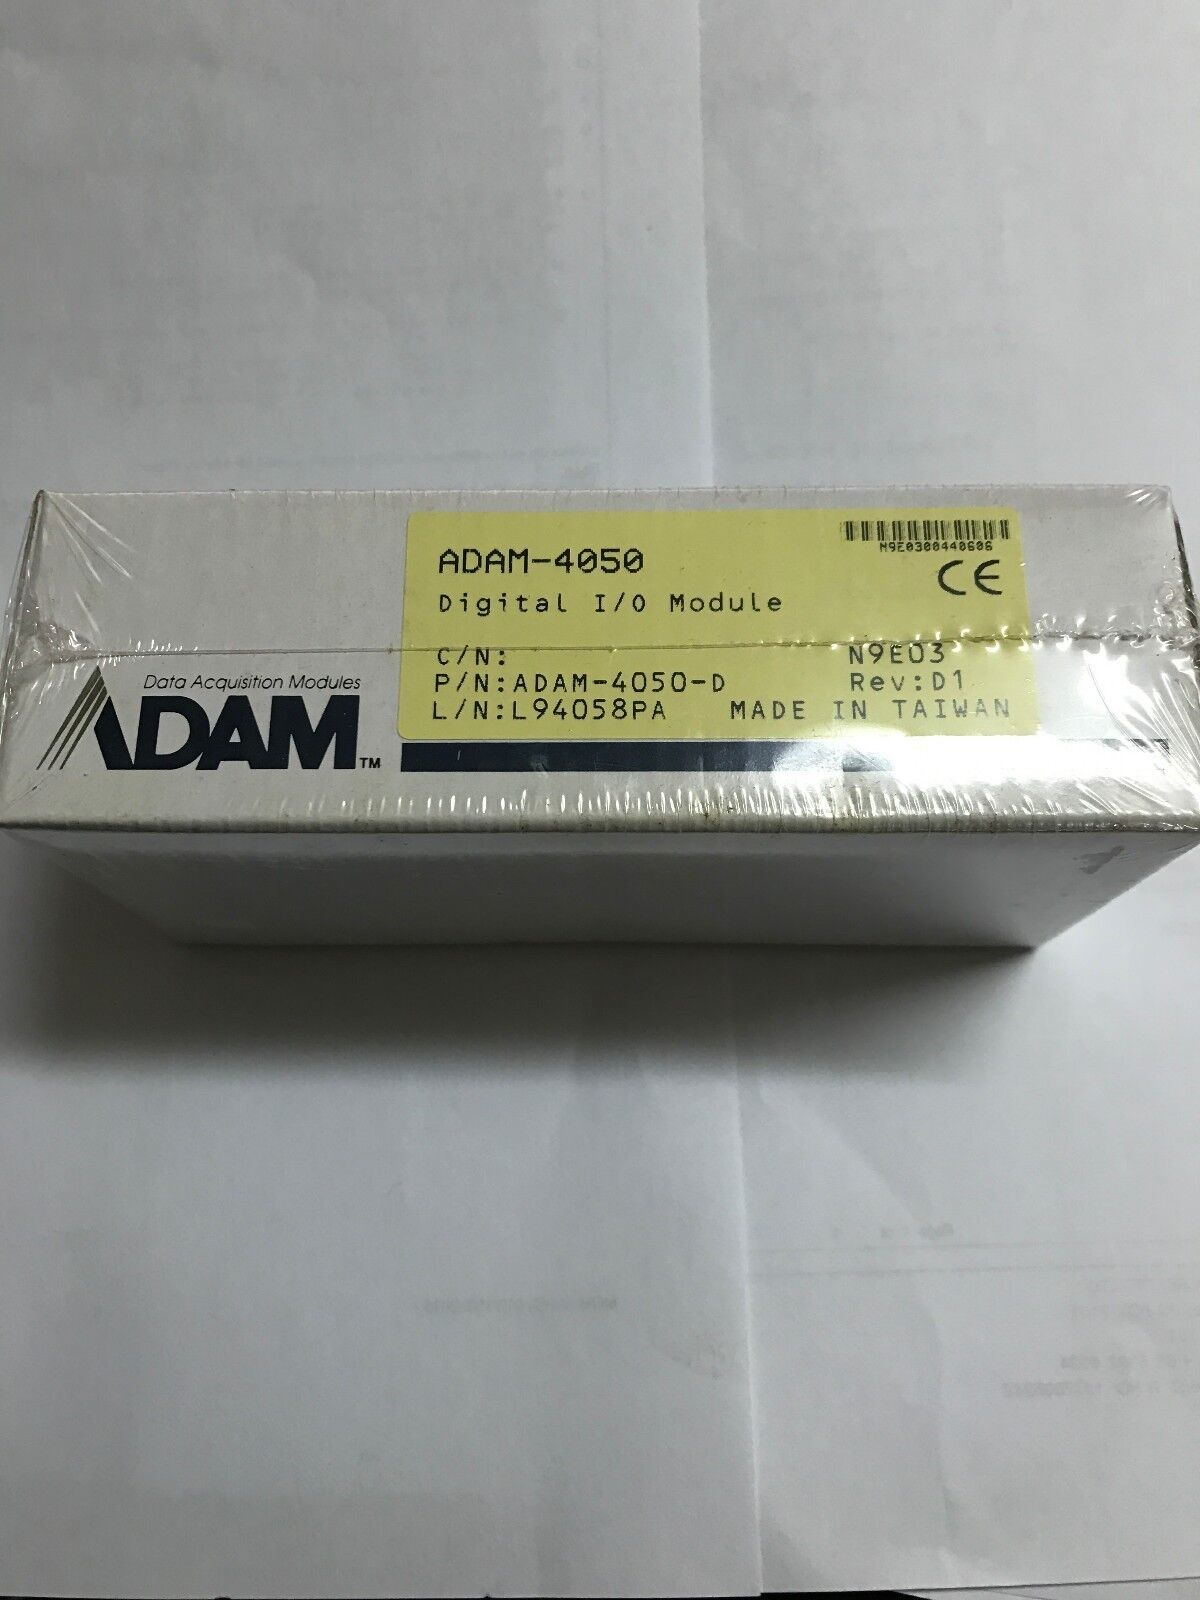 ADAM-4050
N9E0300440606
Digital I/O Module
CE
C/N:
N9E03
P/N:ADAM-4050-D
Rev:D1
L/N:L94058PA
MADE IN TAIWAN
Data Acquisition Modules
ADAM™